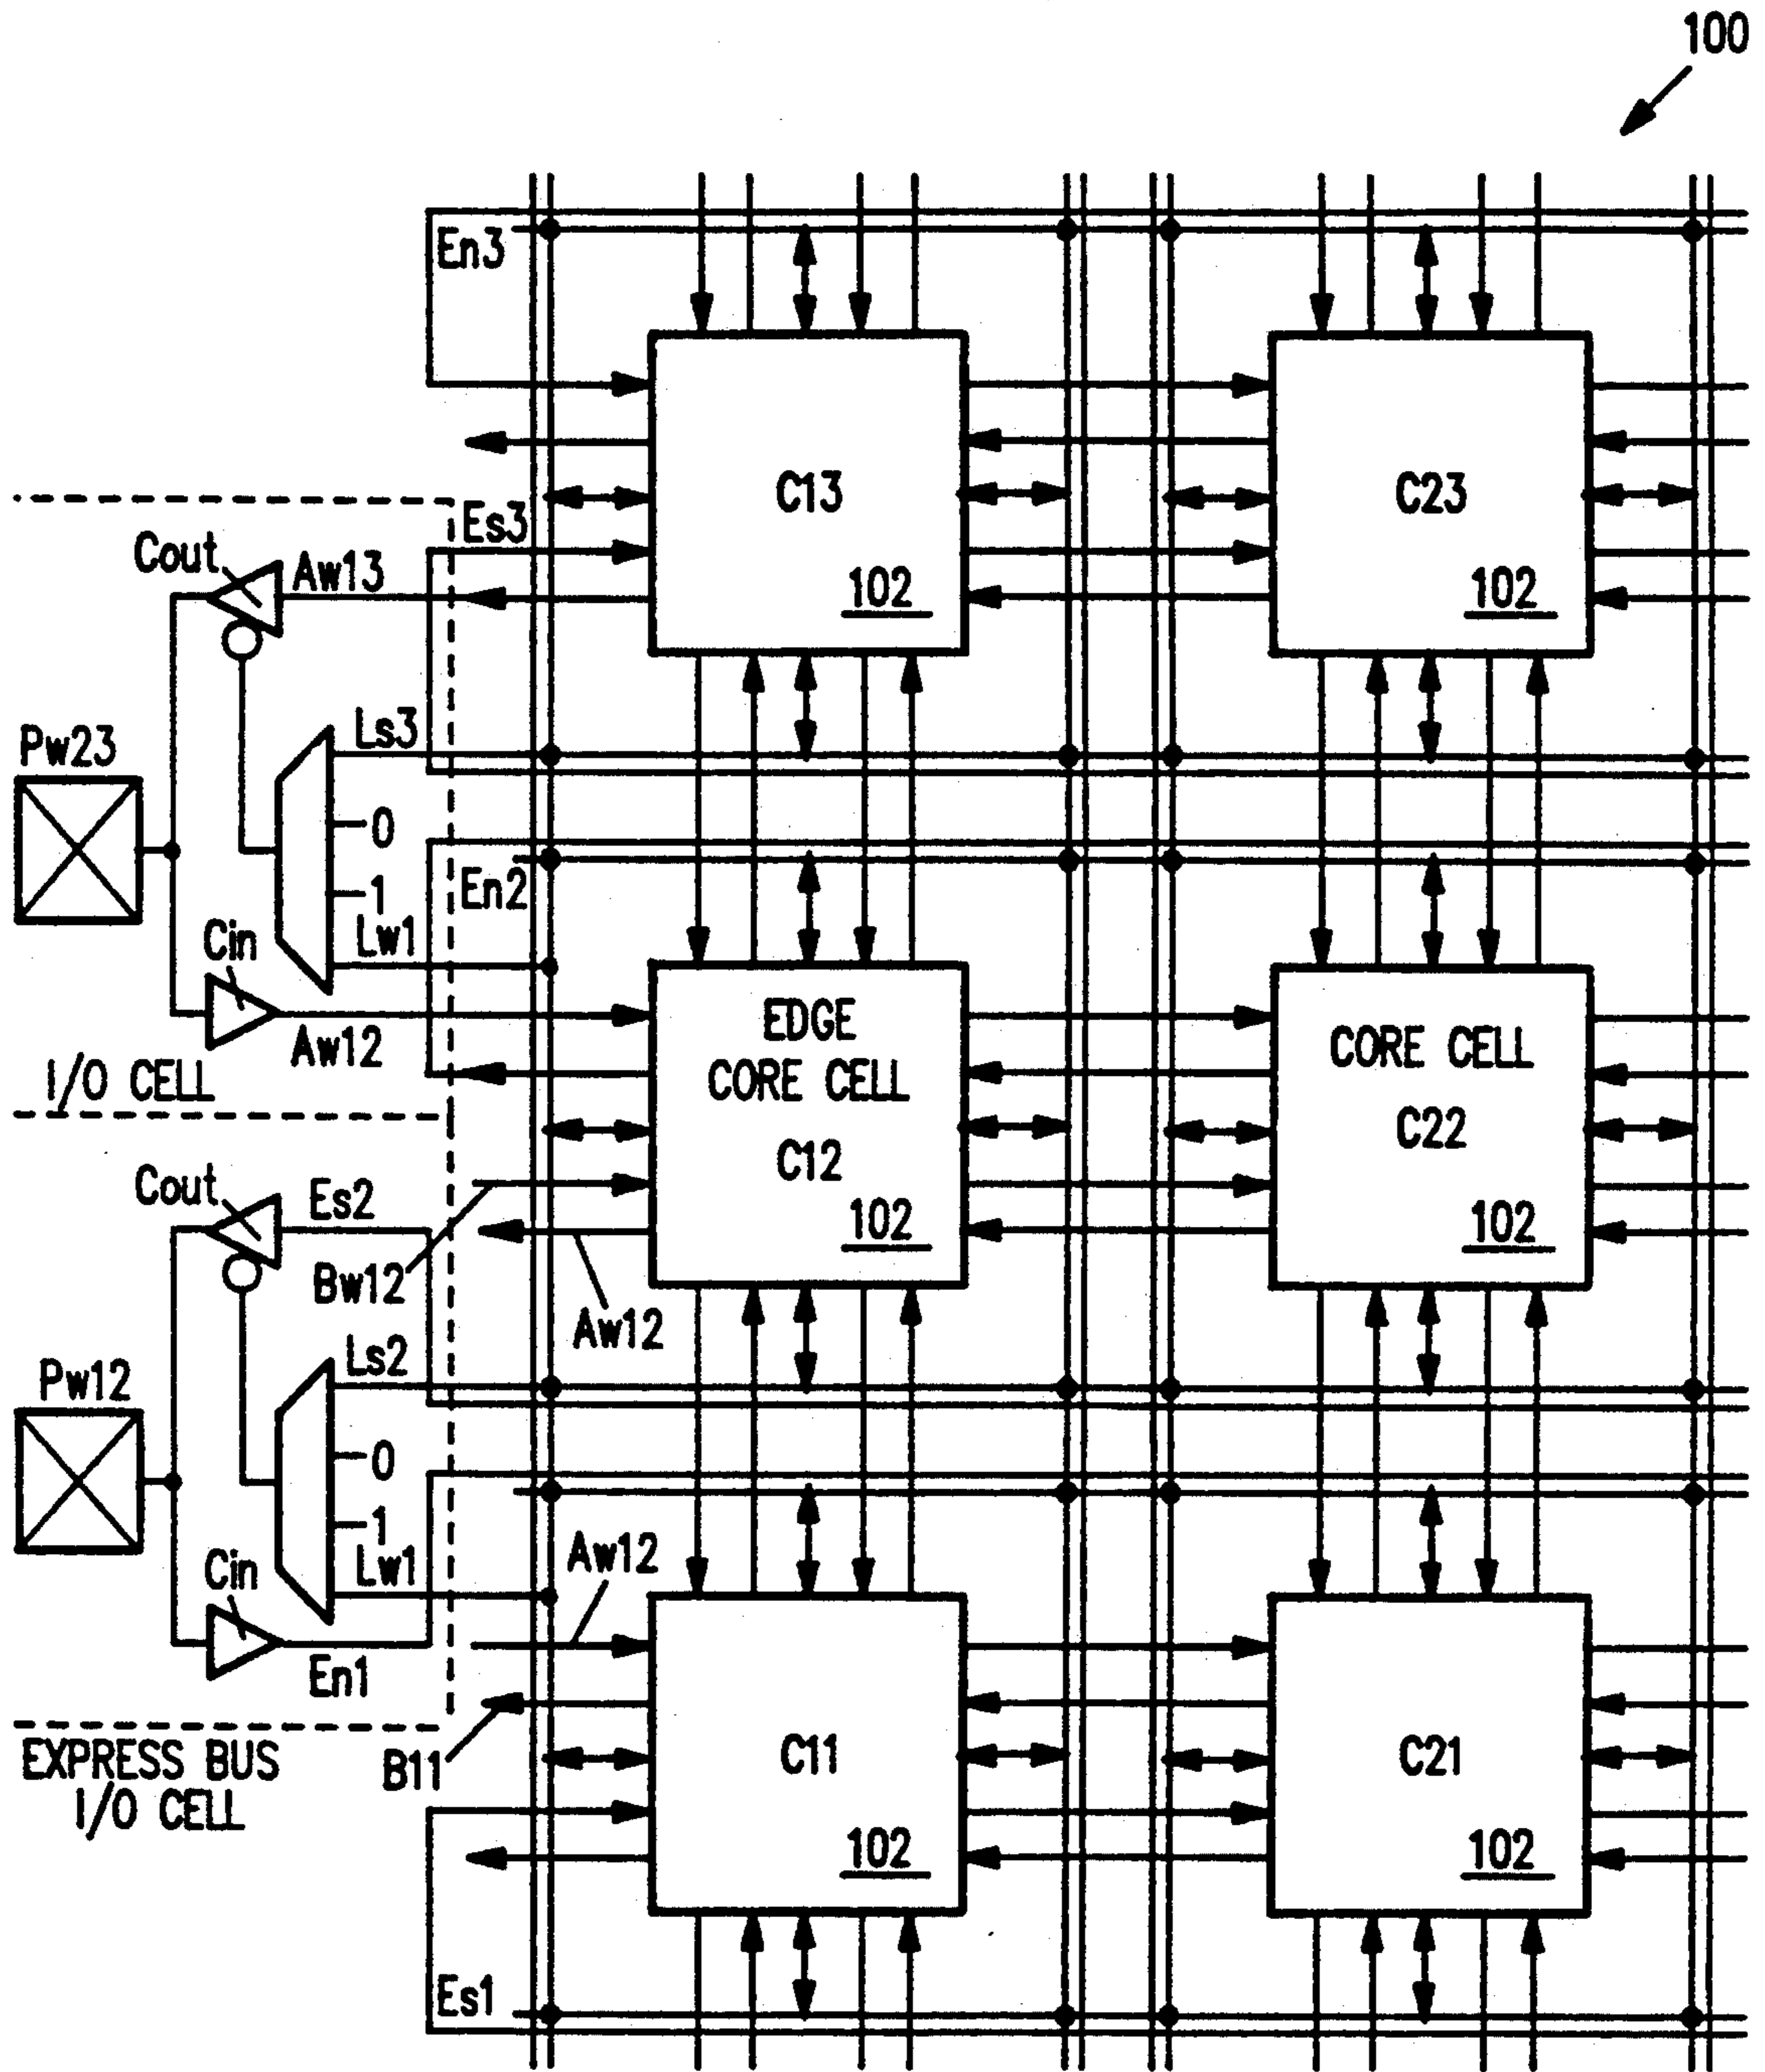 100
En3
C13
C23
Es3
Cout
Aw13
102
102
Pw23
Ls3
0
1
En2
Lw1
Cin
EDGE
CORE CELL
C12
CORE CELL
C22
Aw12
I/O CELL
Cout
Es2
102
102
Bw12
Aw12
Ls2
Pw12
0
1
Aw12
Lw1
Cin
En1
C11
C21
B11
EXPRESS BUS
I/O CELL
102
102
Es1